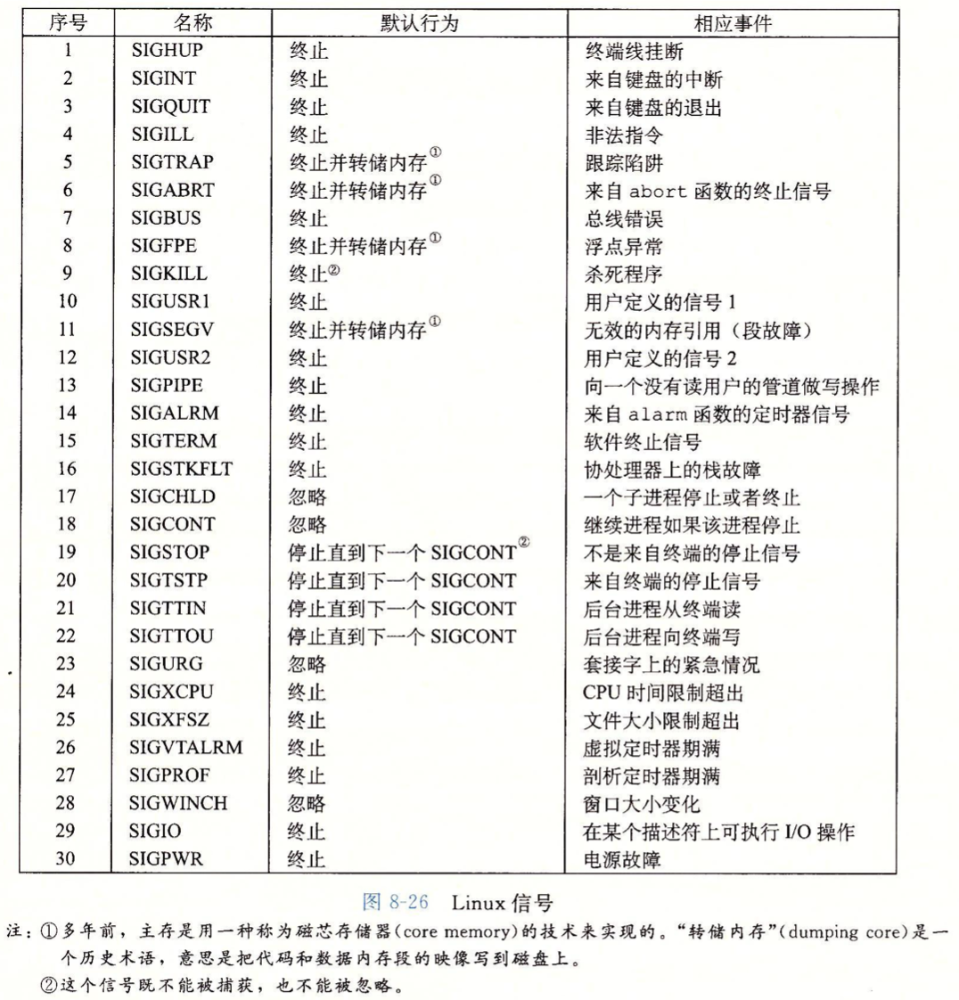 序号 名称 默认行为 相应事件
1 SIGHUP 终止 终端线挂断
2 SIGINT 终止 来自键盘的中断
3 SIGQUIT 终止 来自键盘的退出
4 SIGILL 终止 非法指令
5 SIGTRAP 终止并转储内存① 跟踪陷阱
6 SIGABRT 终止并转储内存① 来自 abort 函数的终止信号
7 SIGBUS 终止 总线错误
8 SIGFPE 终止并转储内存① 浮点异常
9 SIGKILL 终止② 杀死程序
10 SIGUSR1 终止 用户定义的信号 1
11 SIGSEGV 终止并转储内存① 无效的内存引用（段故障）
12 SIGUSR2 终止 用户定义的信号 2
13 SIGPIPE 终止 向一个没有读用户的管道做写操作
14 SIGALRM 终止 来自 alarm 函数的定时器信号
15 SIGTERM 终止 软件终止信号
16 SIGSTKFLT 终止 协处理器上的栈故障
17 SIGCHLD 忽略 一个子进程停止或者终止
18 SIGCONT 忽略 继续进程如果该进程停止
19 SIGSTOP 停止直到下一个 SIGCONT② 不是来自终端的停止信号
20 SIGTSTP 停止直到下一个 SIGCONT 来自终端的停止信号
21 SIGTTIN 停止直到下一个 SIGCONT 后台进程从终端读
22 SIGTTOU 停止直到下一个 SIGCONT 后台进程向终端写
23 SIGURG 忽略 套接字上的紧急情况
24 SIGXCPU 终止 CPU 时间限制超出
25 SIGXFSZ 终止 文件大小限制超出
26 SIGVTALRM 终止 虚拟定时器期满
27 SIGPROF 终止 剖析定时器期满
28 SIGWINCH 忽略 窗口大小变化
29 SIGIO 终止 在某个描述符上可执行 I/O 操作
30 SIGPWR 终止 电源故障
图 8-26 Linux 信号
注：①多年前，主存是用一种称为磁芯存储器(core memory)的技术来实现的。“转储内存”(dumping core)是一
个历史术语，意思是把代码和数据内存段的映像写到磁盘上。
②这个信号既不能被捕获，也不能被忽略。